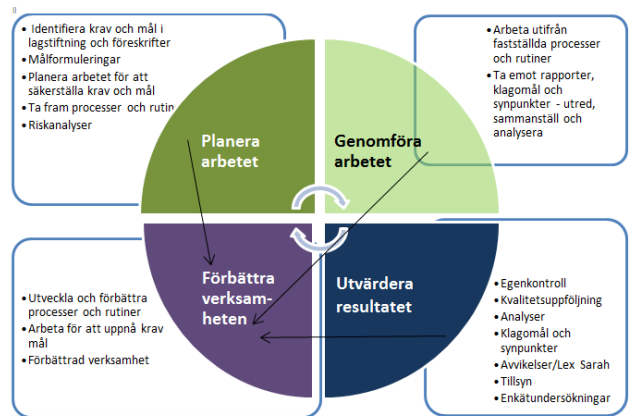 • Identifiera krav och mål i
lagstiftning och föreskrifter
• Målformuleringar
• Planera arbetet för att
säkerställa krav och mål
• Ta fram processer och rutin
• Riskanalyser
Planera
arbetet
Genomföra
arbetet
• Arbeta utifrån
fastställda processer
och rutiner
• Ta emot rapporter,
klagomål och
synpunkter - utred,
sammanställ och
analysera
• Utveckla och förbättra
processer och rutiner
• Arbeta för att uppnå krav
mål
• Förbättrad verksamhet
Förbättra
verksam-
heten
Utvärdera
resultatet
• Egenkontroll
• Kvalitetsuppföljning
• Analyser
• Klagomål och
synpunkter
• Avvikelser/Lex Sarah
• Tillsyn
• Enkätundersökningar